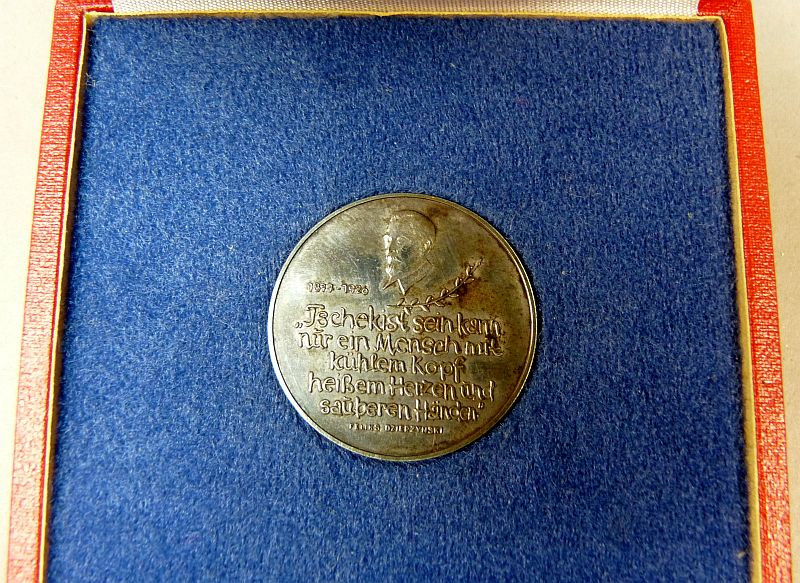 1877-1926
„Tschekist sein kann
nur ein Mensch mit
kühlem Kopf
heißem Herzen und
sauberen Händen“
FELIKS DZIERZYNSKI